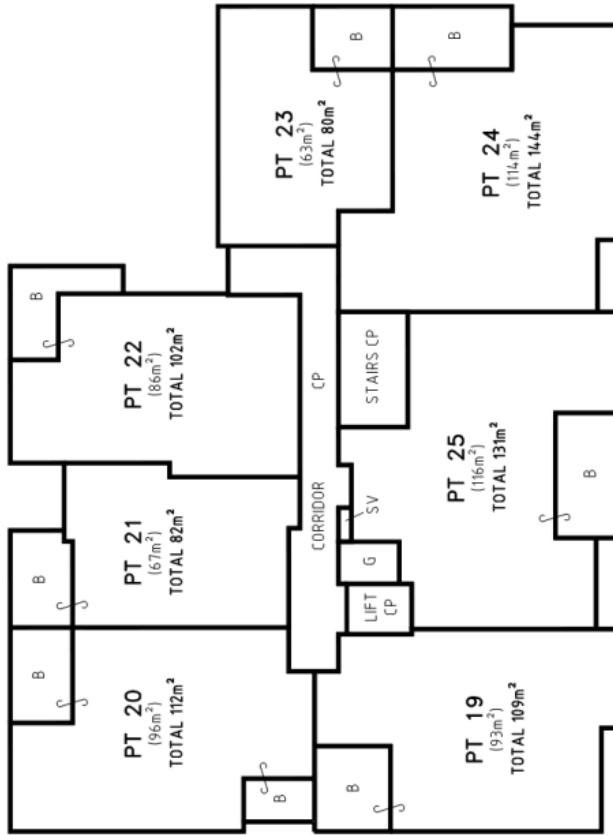 B
B
PT 23
(63m²)
TOTAL 80m²
PT 24
(114m²)
TOTAL 144m²
B
PT 22
(86m²)
TOTAL 102m²
CP
STAIRS CP
PT 25
(116m²)
TOTAL 131m²
B
B
PT 21
(67m²)
TOTAL 82m²
CORRIDOR
SV
G
LIFT
CP
B
PT 20
(96m²)
TOTAL 112m²
B
B
PT 19
(93m²)
TOTAL 109m²